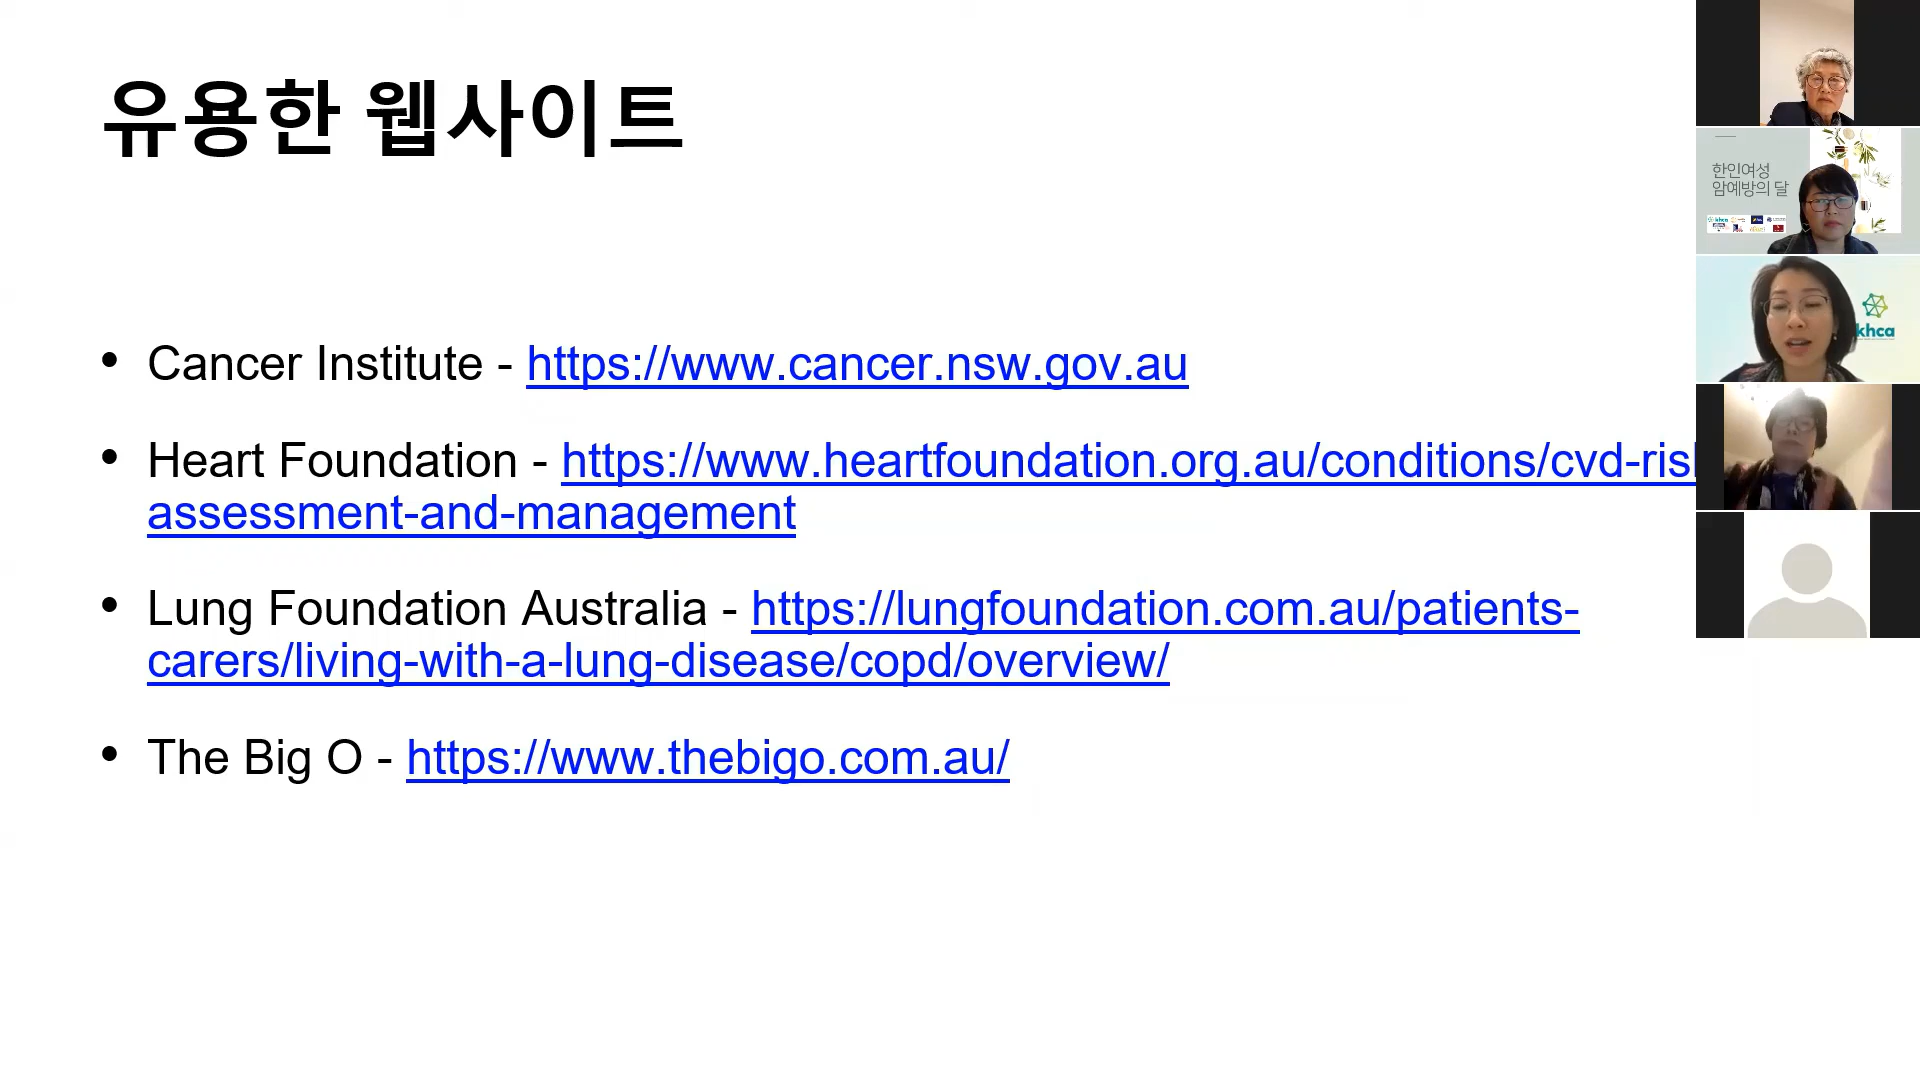 유용한 웹사이트
• Cancer Institute - https://www.cancer.nsw.gov.au
• Heart Foundation - https://www.heartfoundation.org.au/conditions/cvd-ris
assessment-and-management
• Lung Foundation Australia - https://lungfoundation.com.au/patients-
carers/living-with-a-lung-disease/copd/overview/
• The Big O - https://www.thebigo.com.au/
한인여성
암예방의 달
khca
khca